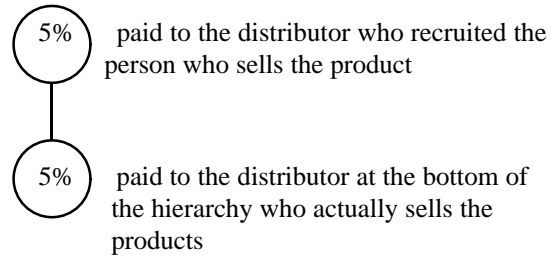 5% paid to the distributor who recruited the
person who sells the product
5% paid to the distributor at the bottom of
the hierarchy who actually sells the
products